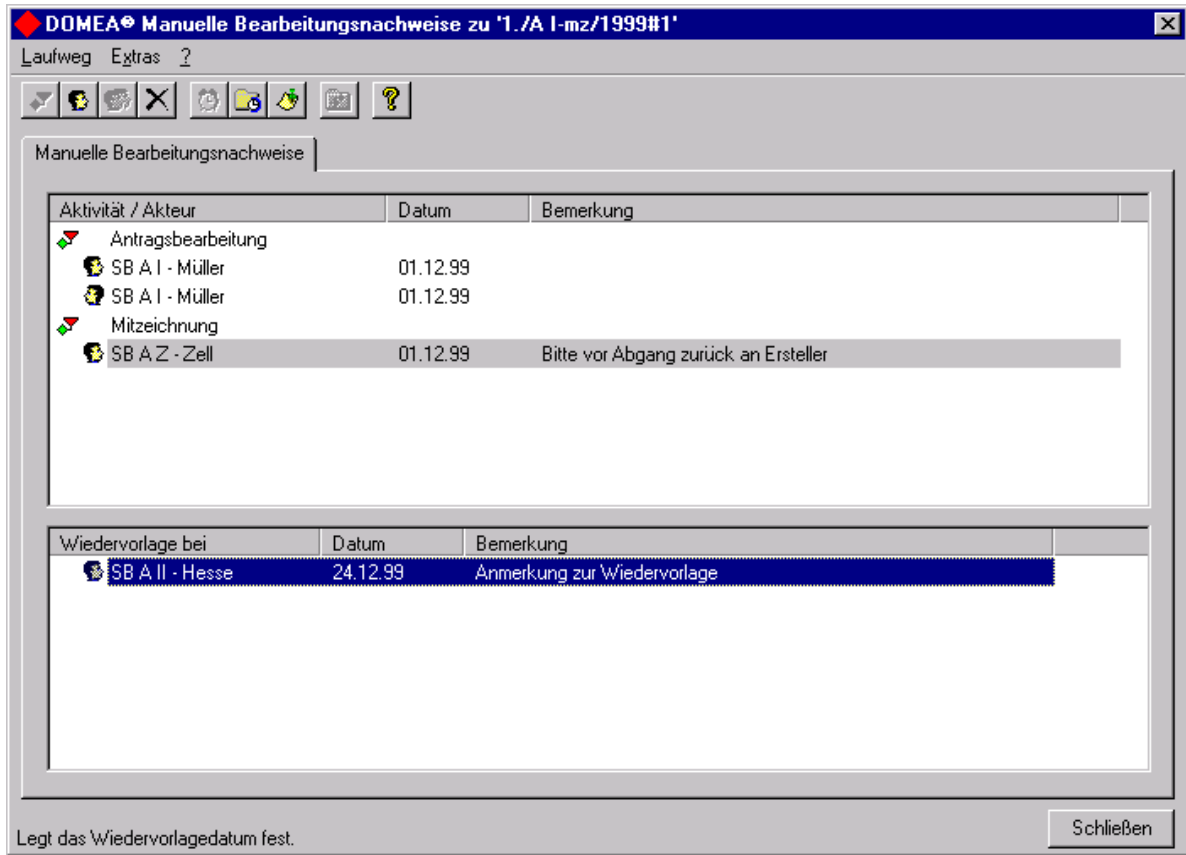 DOMEA® Manuelle Bearbeitungsnachweise zu '1./A I-mz/1999#1'
Laufweg Extras ?
Manuelle Bearbeitungsnachweise
Aktivität / Akteur Datum Bemerkung
Antragsbearbeitung
SB A I - Müller 01.12.99
SB A I - Müller 01.12.99
Mitzeichnung
SB A Z - Zell 01.12.99 Bitte vor Abgang zurück an Ersteller
Wiedervorlage bei Datum Bemerkung
SB A II - Hesse 24.12.99 Anmerkung zur Wiedervorlage
Legt das Wiedervorlagedatum fest.
Schließen